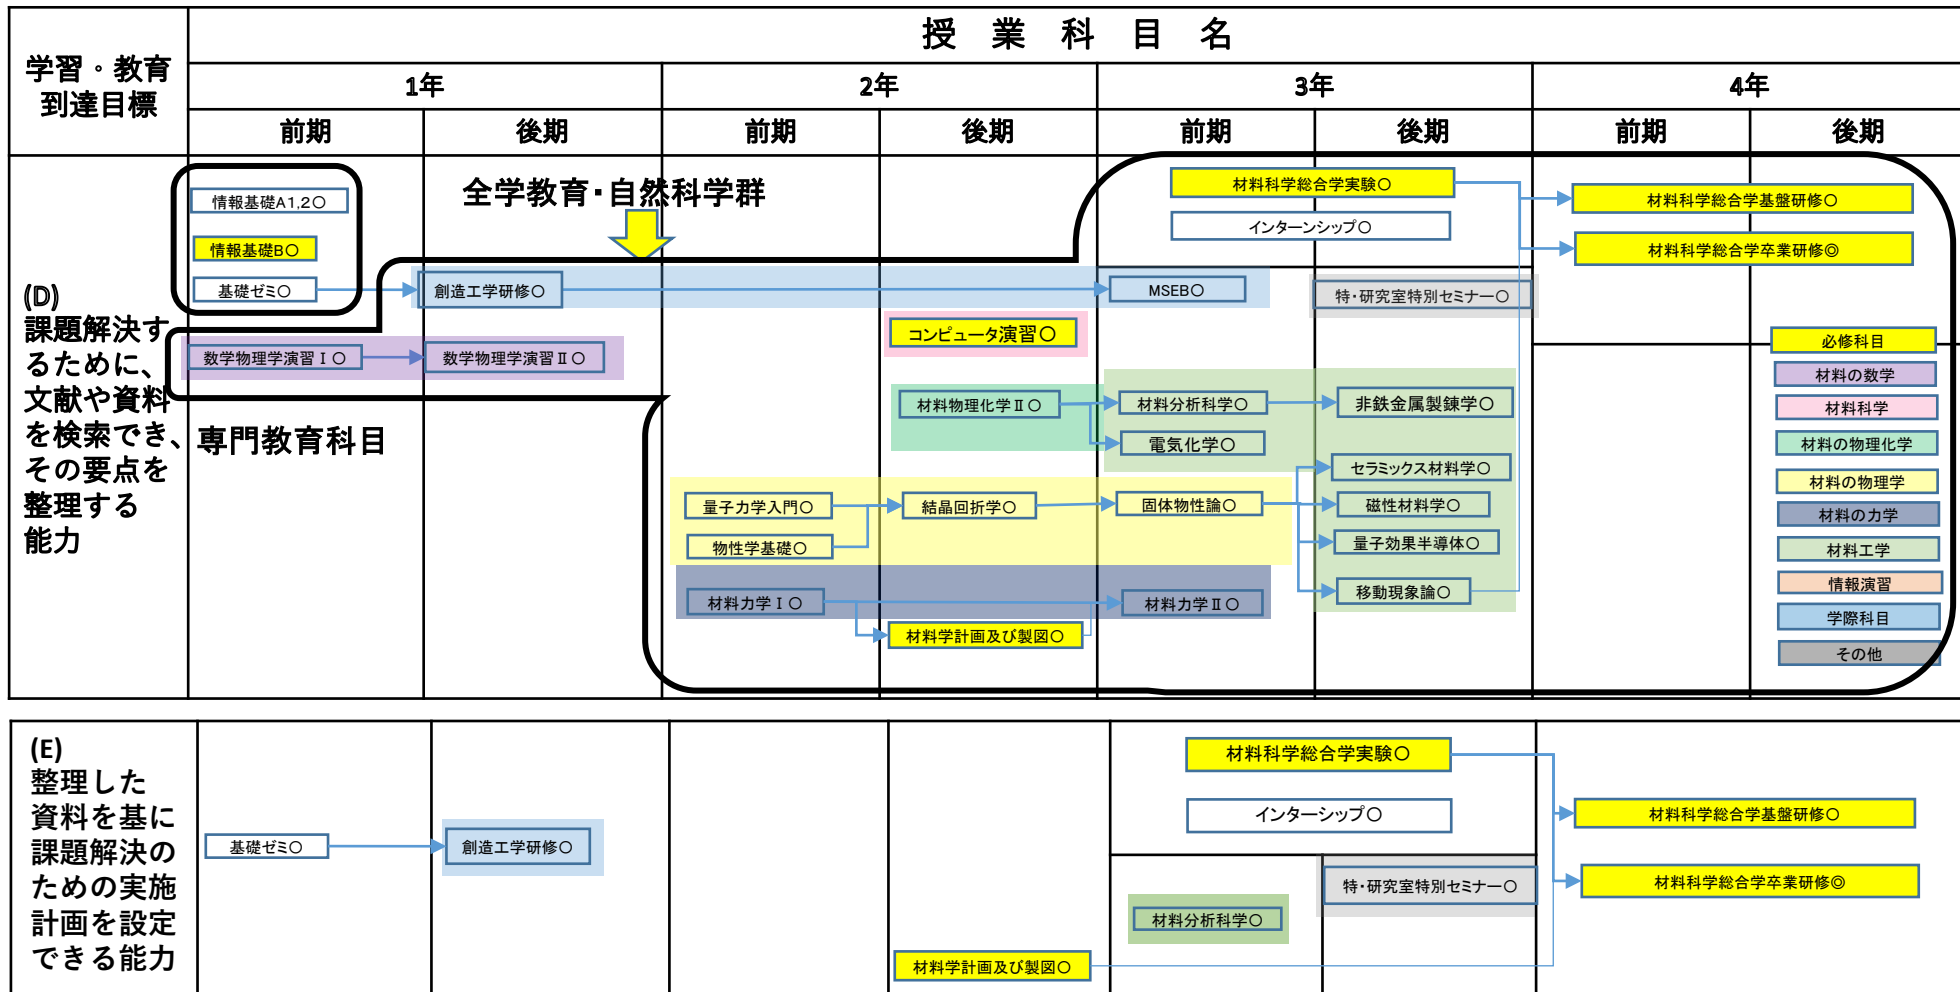 授 業 科 目 名
学習・教育
到達目標
1年
2年
3年
4年
前期
後期
前期
後期
前期
後期
前期
後期
(D)
課題解決す
るために、
文献や資料
を検索でき、
その要点を
整理する
能力
全学教育・自然科学群
専門教育科目
情報基礎A1,2○
情報基礎B○
基礎ゼミ○
創造工学研修○
MSEB○
数学物理学演習Ⅰ○
数学物理学演習Ⅱ○
コンピュータ演習○
材料科学総合学実験○
インターンシップ○
特・研究室特別セミナー○
材料科学総合学基盤研修○
材料科学総合学卒業研修◎
材料物理化学Ⅱ○
材料分析科学○
非鉄金属製錬学○
電気化学○
セラミックス材料学○
量子力学入門○
結晶回折学○
固体物性論○
磁性材料学○
物性学基礎○
量子効果半導体○
材料力学Ⅰ○
材料力学Ⅱ○
移動現象論○
材料学計画及び製図○
必修科目
材料の数学
材料科学
材料の物理化学
材料の物理学
材料の力学
材料工学
情報演習
学際科目
その他
(E)
整理した
資料を基に
課題解決の
ための実施
計画を設定
できる能力
基礎ゼミ○
創造工学研修○
材料科学総合学実験○
インターシップ○
特・研究室特別セミナー○
材料分析科学○
材料学計画及び製図○
材料科学総合学基盤研修○
材料科学総合学卒業研修◎